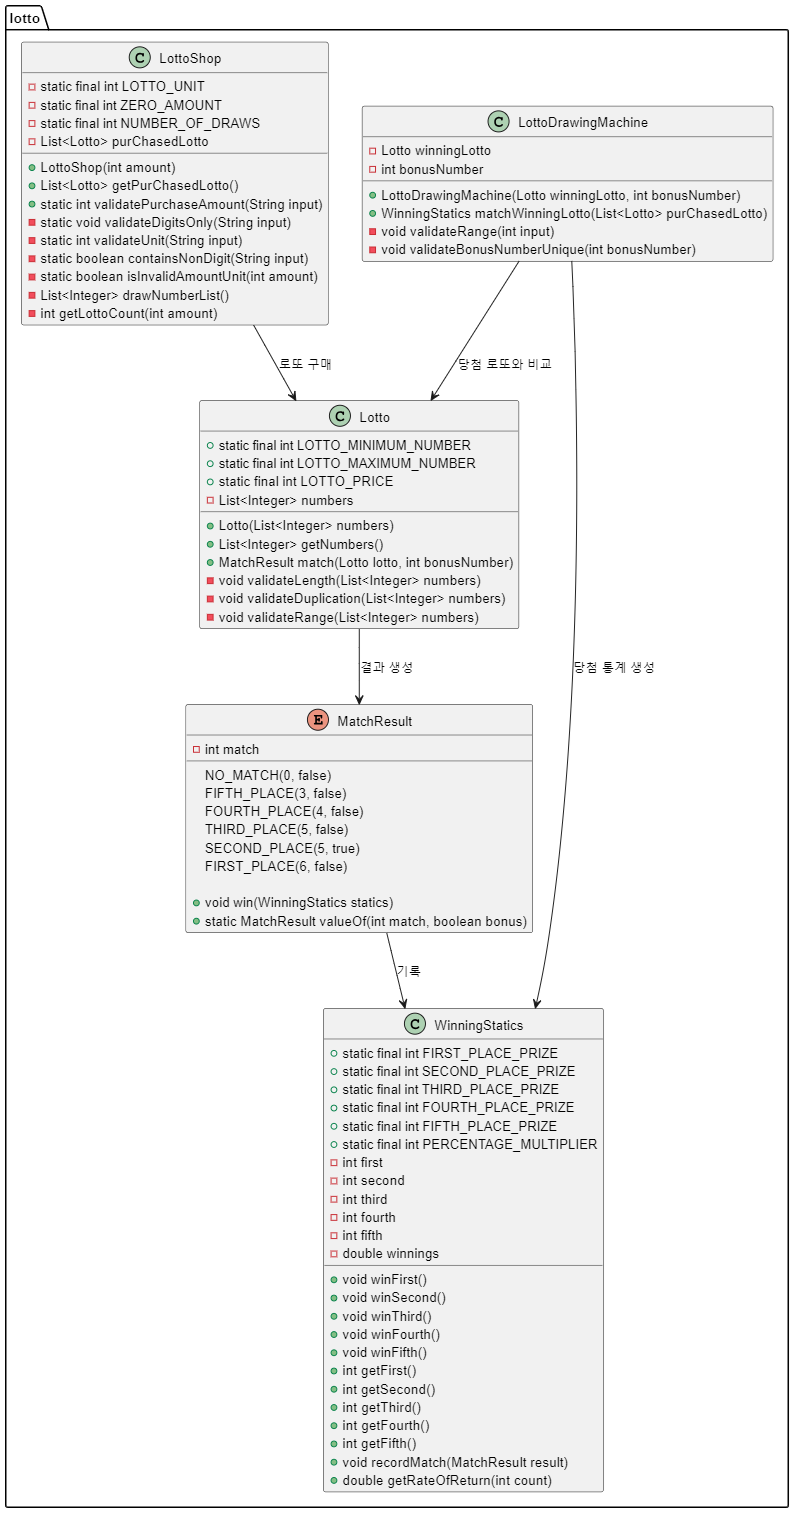 lotto
C LottoShop
static final int LOTTO_UNIT
static final int ZERO_AMOUNT
static final int NUMBER_OF_DRAWS
List<Lotto> purChasedLotto
LottoShop(int amount)
List<Lotto> getPurChasedLotto()
static int validatePurchaseAmount(String input)
static void validateDigitsOnly(String input)
static int validateUnit(String input)
static boolean containsNonDigit(String input)
static boolean isInvalidAmountUnit(int amount)
List<Integer> drawNumberList()
int getLottoCount(int amount)
C LottoDrawingMachine
Lotto winningLotto
int bonusNumber
LottoDrawingMachine(Lotto winningLotto, int bonusNumber)
WinningStatics matchWinningLotto(List<Lotto> purChasedLotto)
void validateRange(int input)
void validateBonusNumberUnique(int bonusNumber)
로또 구매
당첨 로또와 비교
C Lotto
static final int LOTTO_MINIMUM_NUMBER
static final int LOTTO_MAXIMUM_NUMBER
static final int LOTTO_PRICE
List<Integer> numbers
Lotto(List<Integer> numbers)
List<Integer> getNumbers()
MatchResult match(Lotto lotto, int bonusNumber)
void validateLength(List<Integer> numbers)
void validateDuplication(List<Integer> numbers)
void validateRange(List<Integer> numbers)
결과 생성
당첨 통계 생성
E MatchResult
int match
NO_MATCH(0, false)
FIFTH_PLACE(3, false)
FOURTH_PLACE(4, false)
THIRD_PLACE(5, false)
SECOND_PLACE(5, true)
FIRST_PLACE(6, false)
void win(WinningStatics statics)
static MatchResult valueOf(int match, boolean bonus)
기록
C WinningStatics
static final int FIRST_PLACE_PRIZE
static final int SECOND_PLACE_PRIZE
static final int THIRD_PLACE_PRIZE
static final int FOURTH_PLACE_PRIZE
static final int FIFTH_PLACE_PRIZE
static final int PERCENTAGE_MULTIPLIER
int first
int second
int third
int fourth
int fifth
double winnings
void winFirst()
void winSecond()
void winThird()
void winFourth()
void winFifth()
int getFirst()
int getSecond()
int getThird()
int getFourth()
int getFifth()
void recordMatch(MatchResult result)
double getRateOfReturn(int count)